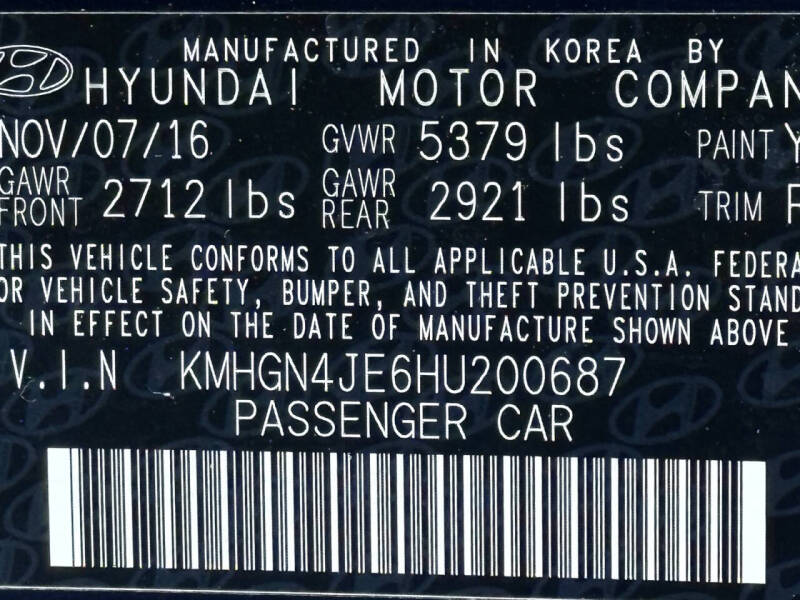 MANUFACTURED IN KOREA BY
HYUNDAI MOTOR COMPAN
NOV/07/16 GVWR 5379 lbs PAINT Y
GAWR FRONT 2712 lbs GAWR REAR 2921 lbs TRIM
THIS VEHICLE CONFORMS TO ALL APPLICABLE U.S.A. FEDERA
OR VEHICLE SAFETY, BUMPER, AND THEFT PREVENTION STAND
IN EFFECT ON THE DATE OF MANUFACTURE SHOWN ABOVE
V.I.N KMHGN4JE6HU200687
PASSENGER CAR